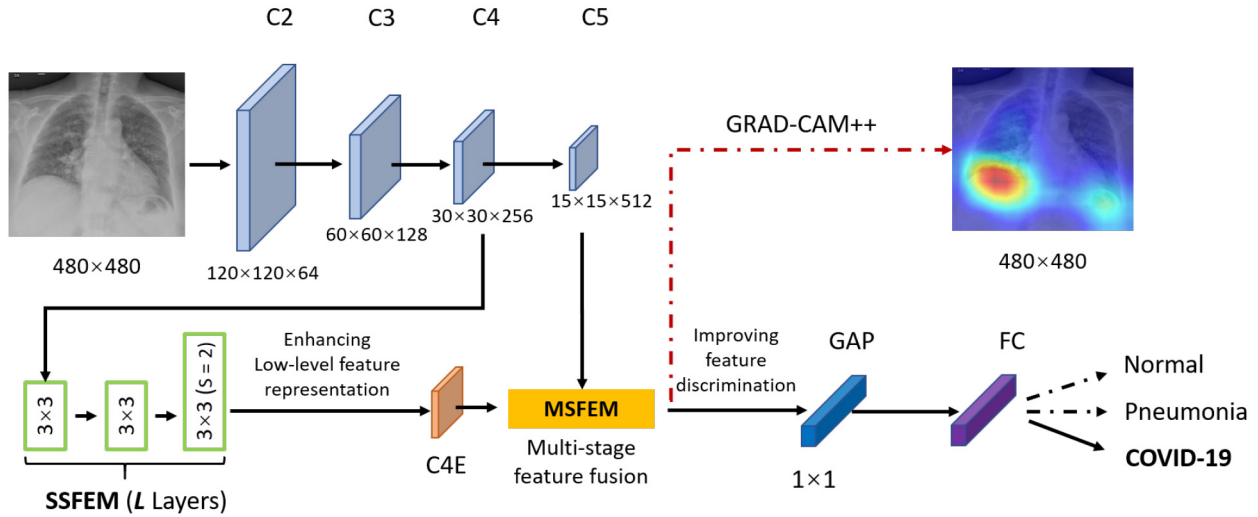 C2
C3
C4
C5
GRAD-CAM++
480×480
120×120×64
60×60×128
30×30×256
15×15×512
480×480
3×3
3×3
3×3 (S = 2)
SSFEM (L Layers)
Enhancing
Low-level feature
representation
C4E
MSFEM
Multi-stage
feature fusion
Improving
feature
discrimination
GAP
1×1
FC
Normal
Pneumonia
COVID-19